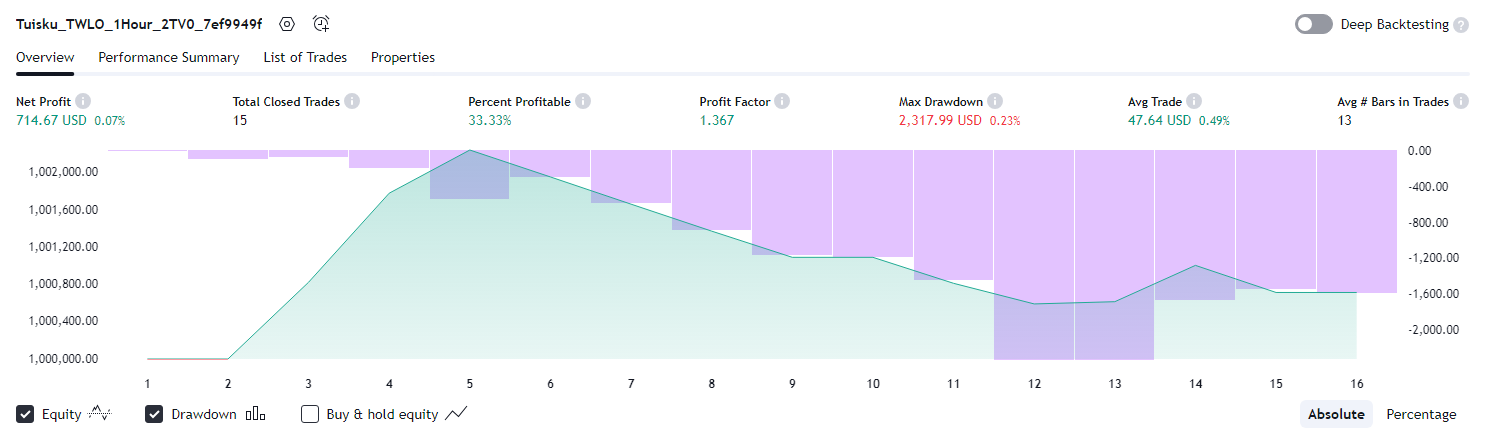 Tuisku_TWLO_1Hour_2TV0_7ef9949f
Deep Backtesting ?
Overview Performance Summary List of Trades Properties
Net Profit Total Closed Trades Percent Profitable Profit Factor Max Drawdown Avg Trade Avg # Bars in Trades
714.67 USD 0.07% 15 33.33% 1.367 2,317.99 USD 0.23% 47.64 USD 0.49% 13
1,002,000.00
1,001,600.00
1,001,200.00
1,000,800.00
1,000,400.00
1,000,000.00
0.00
-400.00
-800.00
-1,200.00
-1,600.00
-2,000.00
1 2 3 4 5 6 7 8 9 10 11 12 13 14 15 16
Equity Drawdown Buy & hold equity Absolute Percentage